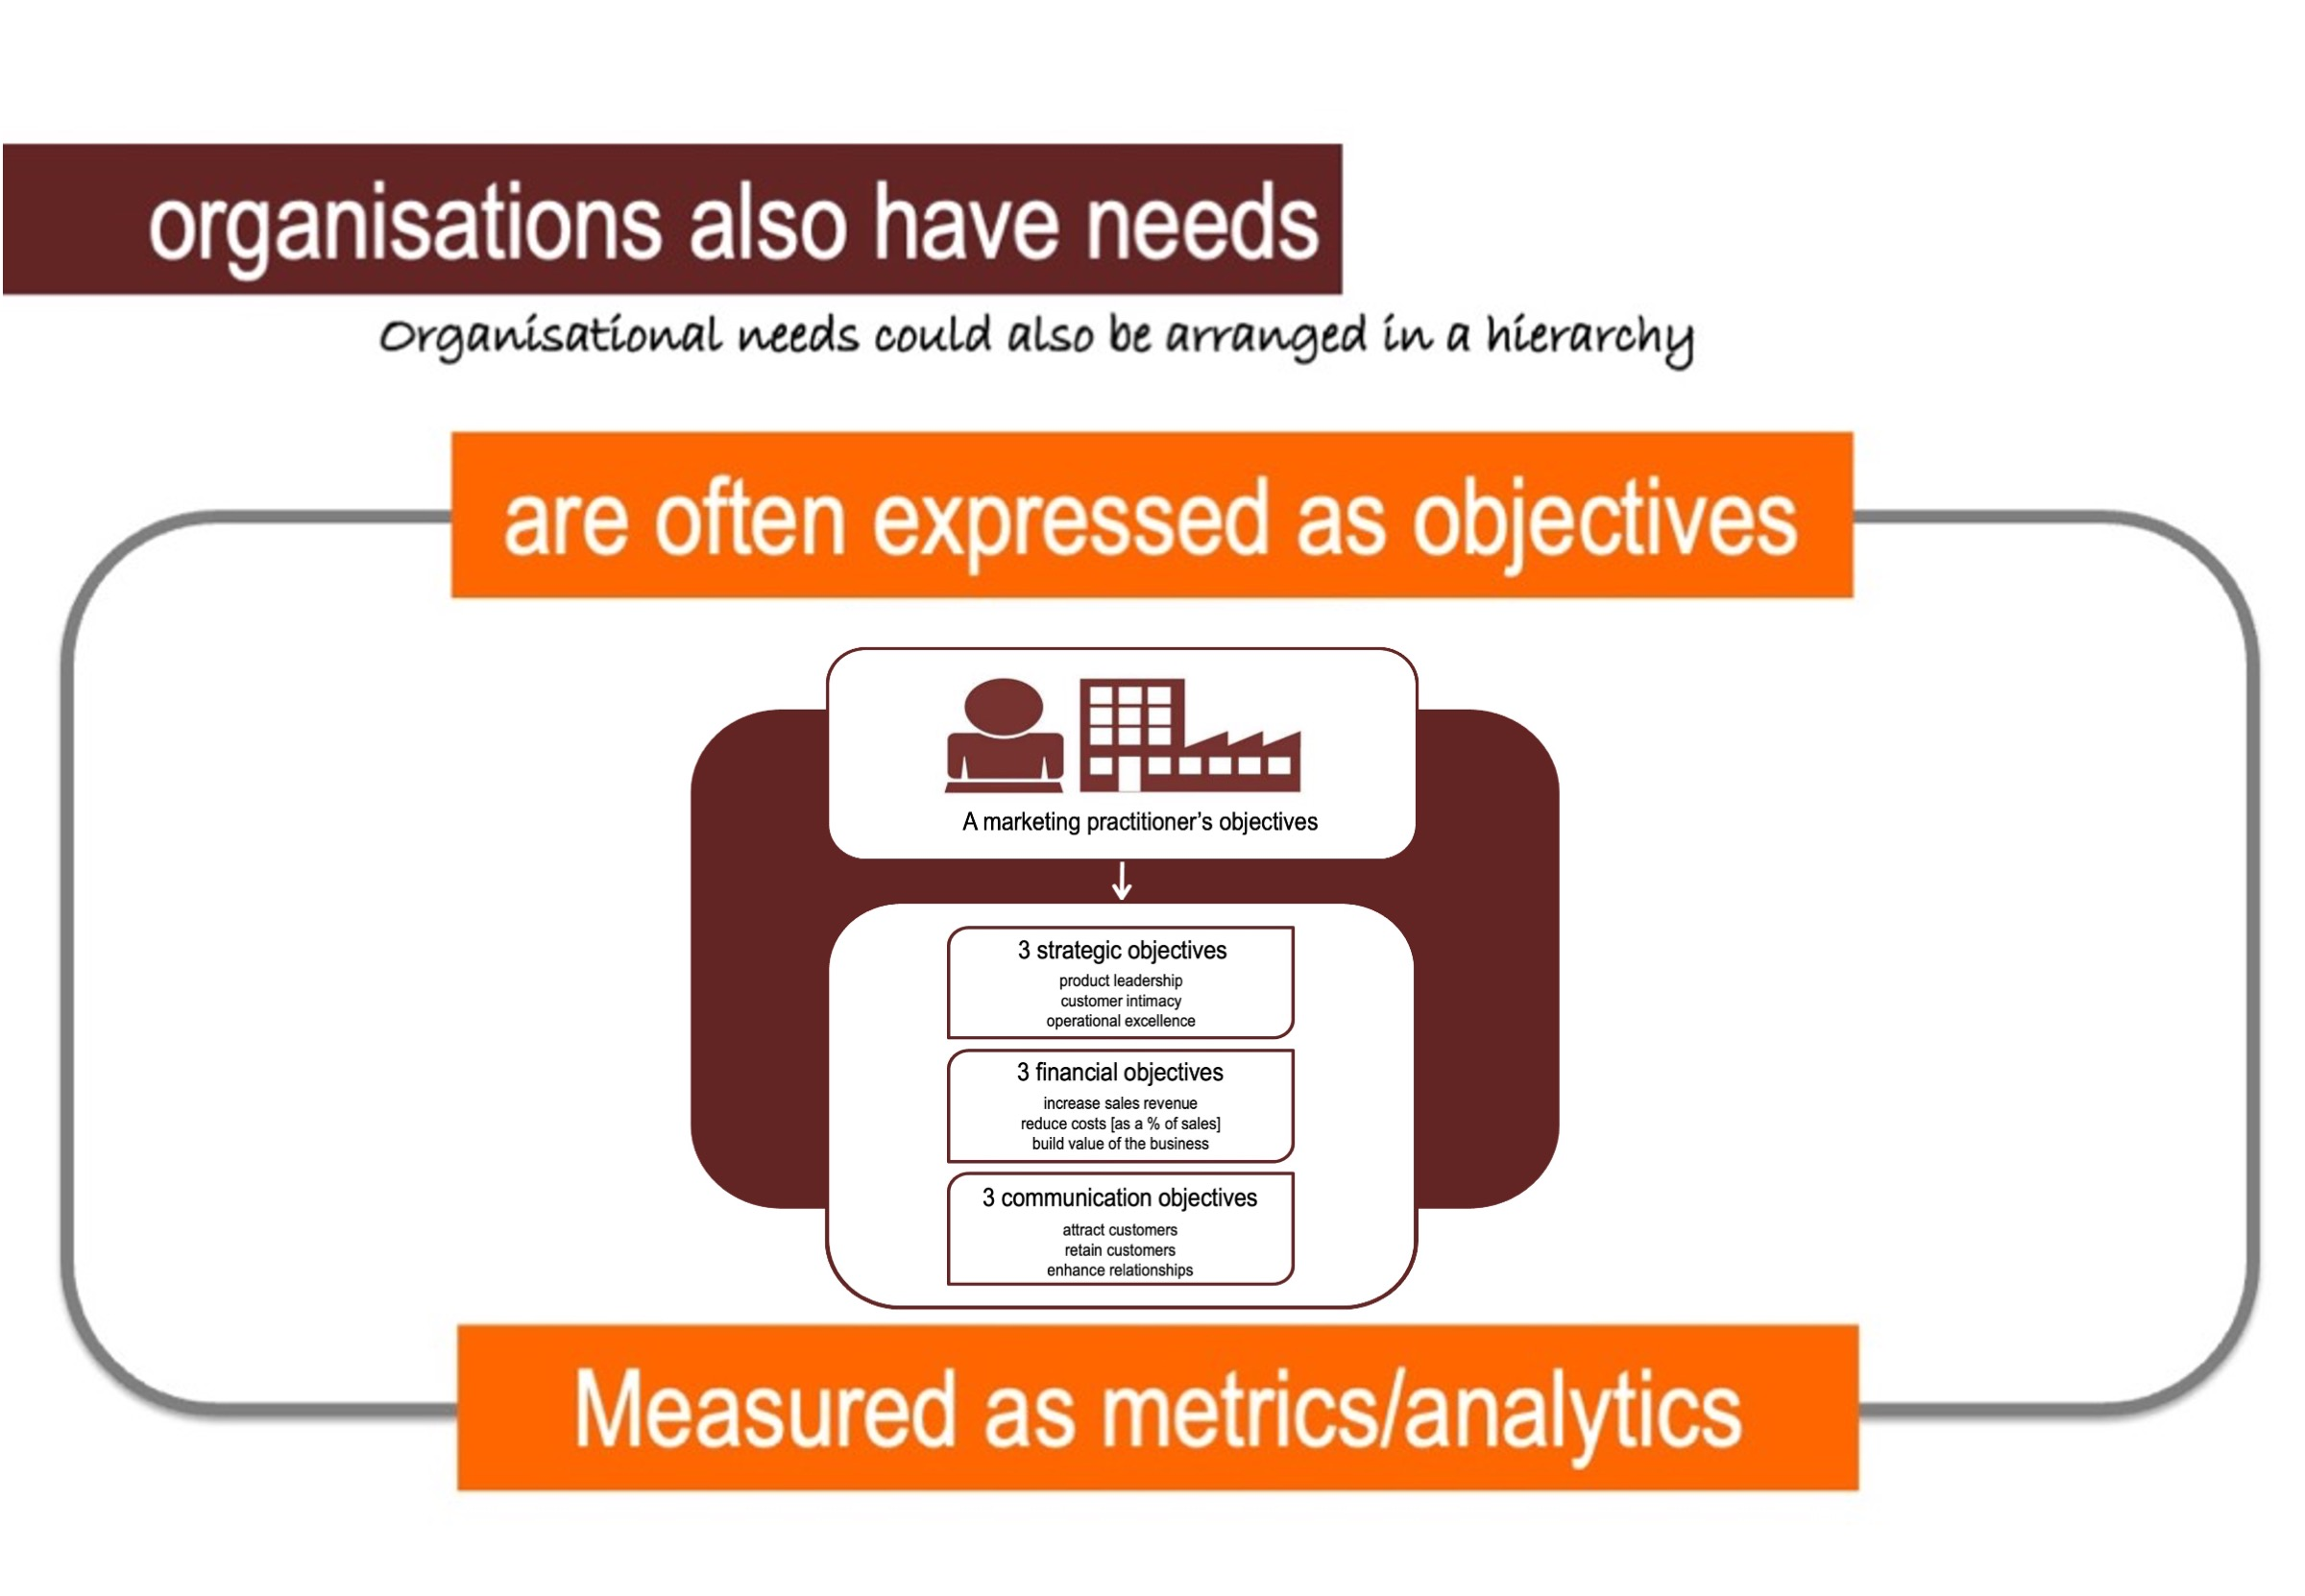 organisations also have needs
Organisational needs could also be arranged in a hierarchy
are often expressed as objectives
A marketing practitioner's objectives
3 strategic objectives
product leadership
customer intimacy
operational excellence
3 financial objectives
increase sales revenue
reduce costs [as a % of sales]
build value of the business
3 communication objectives
attract customers
retain customers
enhance relationships
Measured as metrics/analytics